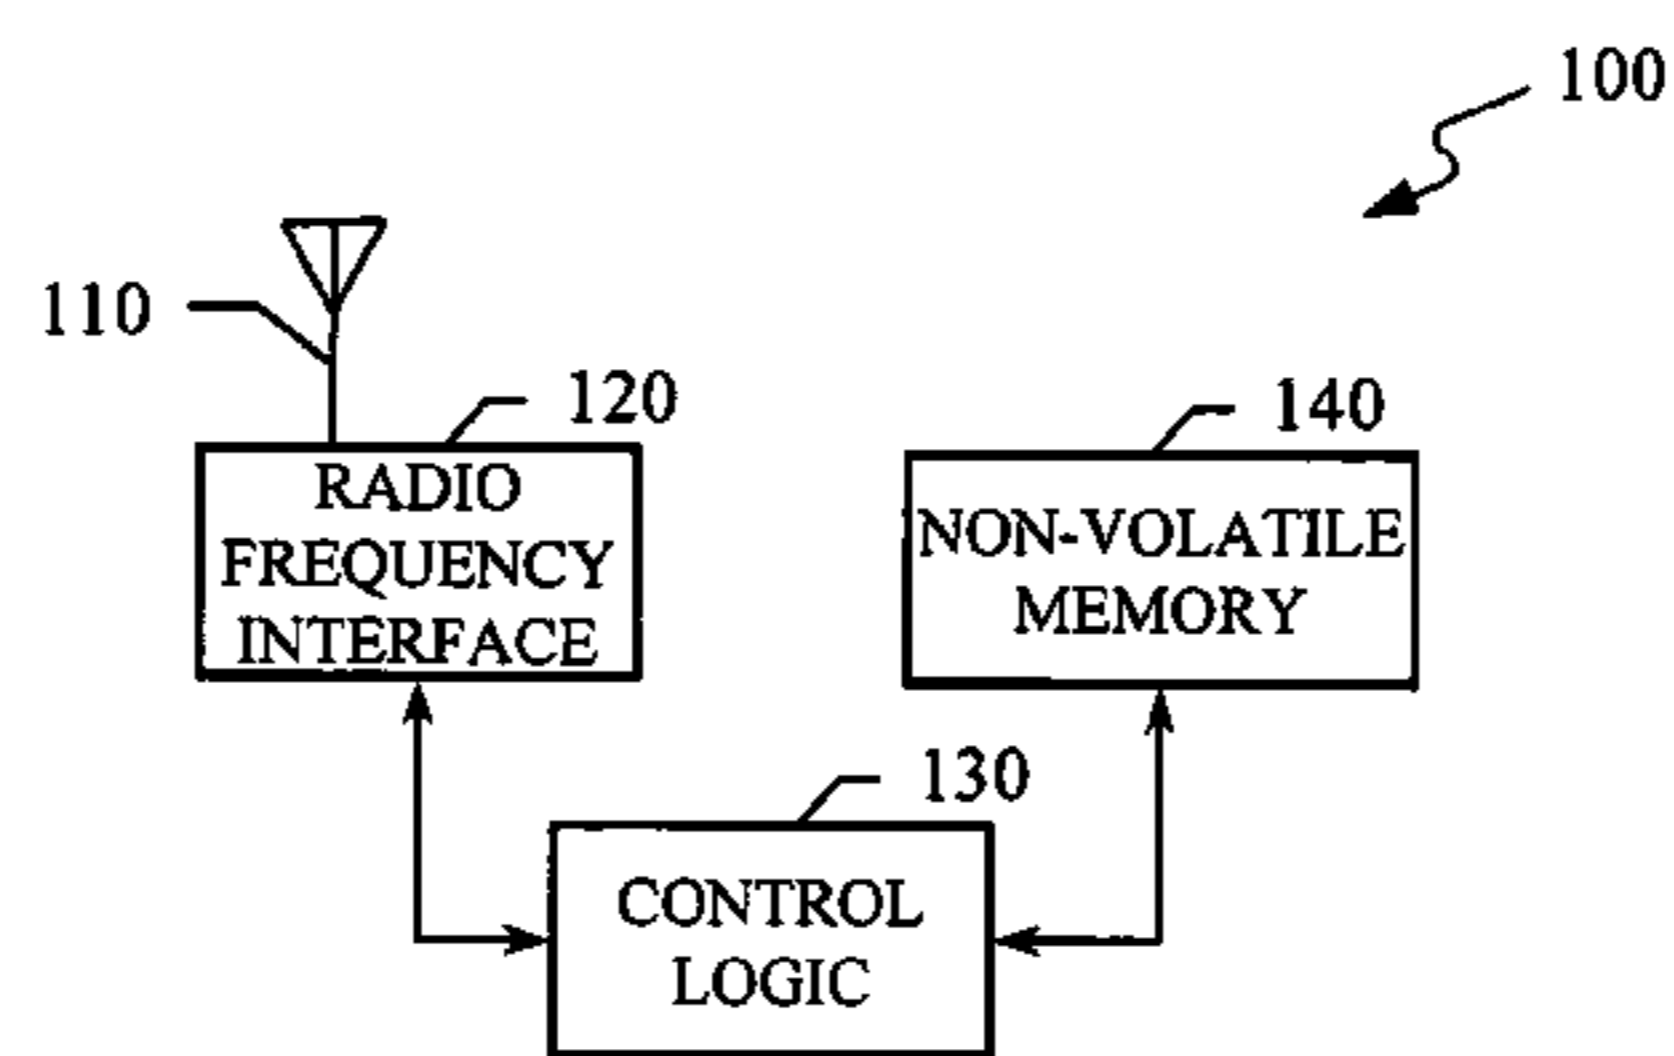 100
110
120
RADIO
FREQUENCY
INTERFACE
140
NON-VOLATILE
MEMORY
130
CONTROL
LOGIC